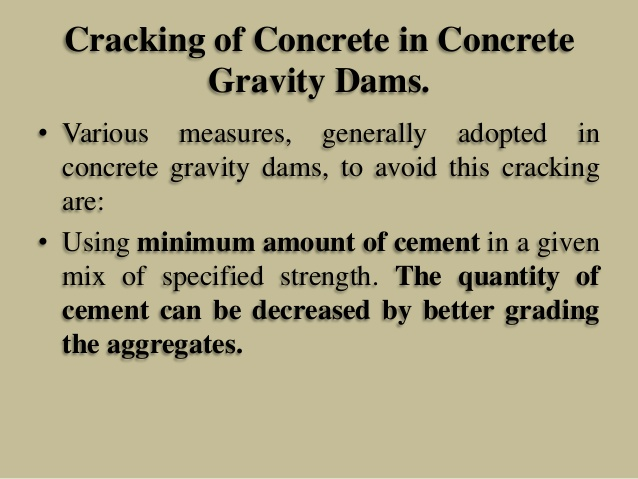 Cracking of Concrete in Concrete
Gravity Dams.
• Various measures, generally adopted in
concrete gravity dams, to avoid this cracking
are:
• Using minimum amount of cement in a given
mix of specified strength. The quantity of
cement can be decreased by better grading
the aggregates.